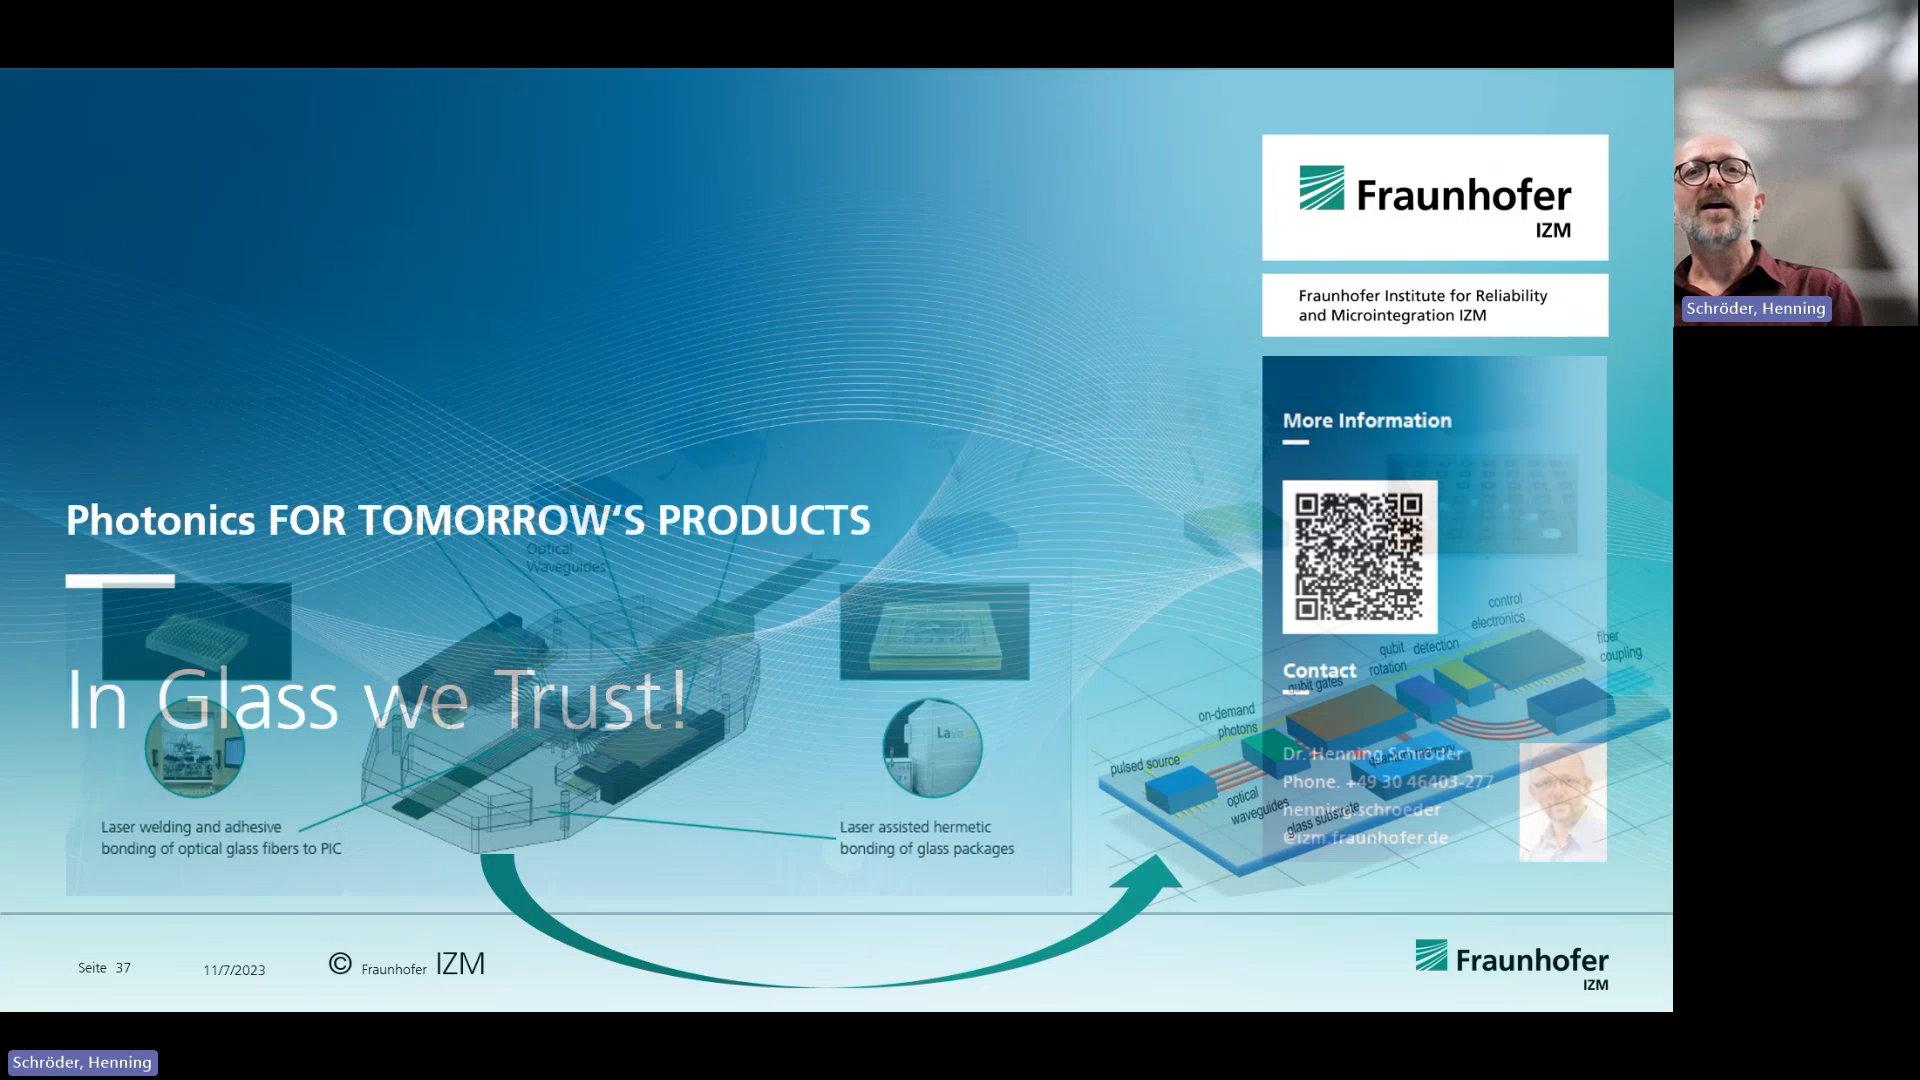 Fraunhofer
IZM
Fraunhofer Institute for Reliability
and Microintegration IZM
More Information
Photonics FOR TOMORROW‘S PRODUCTS
Optical
Waveguides
In Glass we Trust!
Laser welding and adhesive
bonding of optical glass fibers to PIC
Laser assisted hermetic
bonding of glass packages
control
electronics
fiber
coupling
qubit
rotation
detection
qubit gates
on-demand
photons
pulsed source
quantum memory
optical
waveguides
glass substrate
Contact
Dr. Henning Schröder
Phone. +49 30 46403-277
henning.schroeder
@izm.fraunhofer.de
Seite 37
11/7/2023
© Fraunhofer IZM
Fraunhofer
IZM
Schröder, Henning
Schröder, Henning